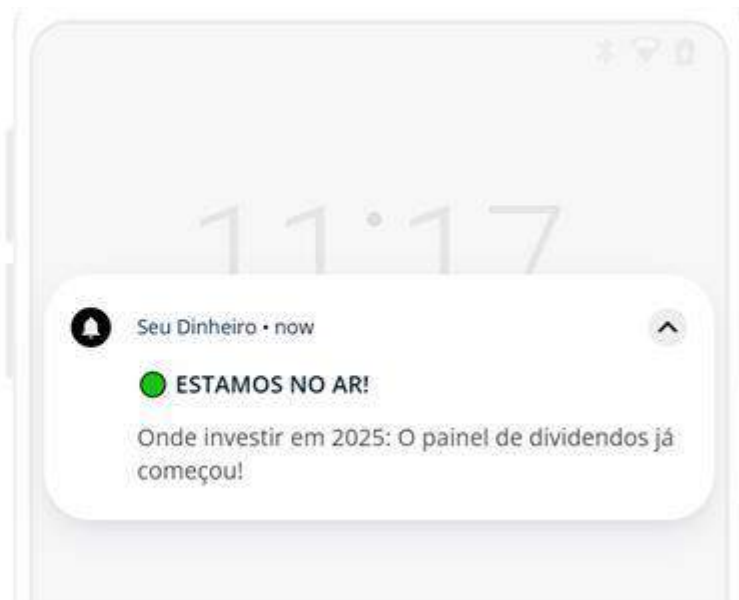 11:17
Seu Dinheiro • now
🟢 ESTAMOS NO AR!
Onde investir em 2025: O painel de dividendos já
começou!